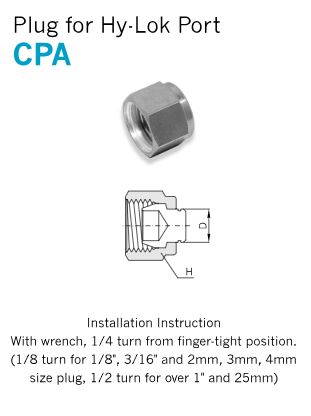 Plug for Hy-Lok Port
CPA
D
H
Installation Instruction
With wrench, 1/4 turn from finger-tight position.
(1/8 turn for 1/8", 3/16" and 2mm, 3mm, 4mm
size plug, 1/2 turn for over 1" and 25mm)